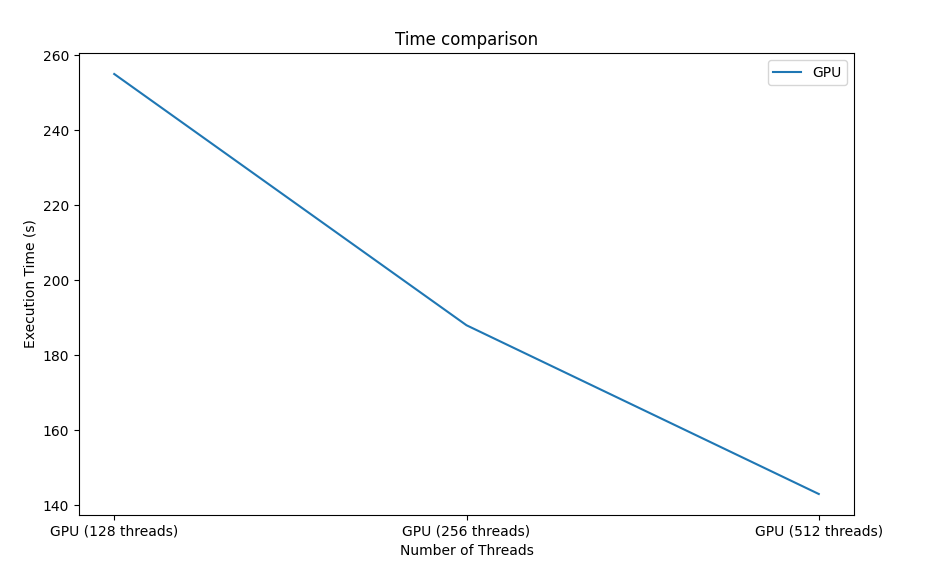 Time comparison
GPU
260
240
220
200
180
160
140
Execution Time (s)
GPU (128 threads) GPU (256 threads) GPU (512 threads)
Number of Threads